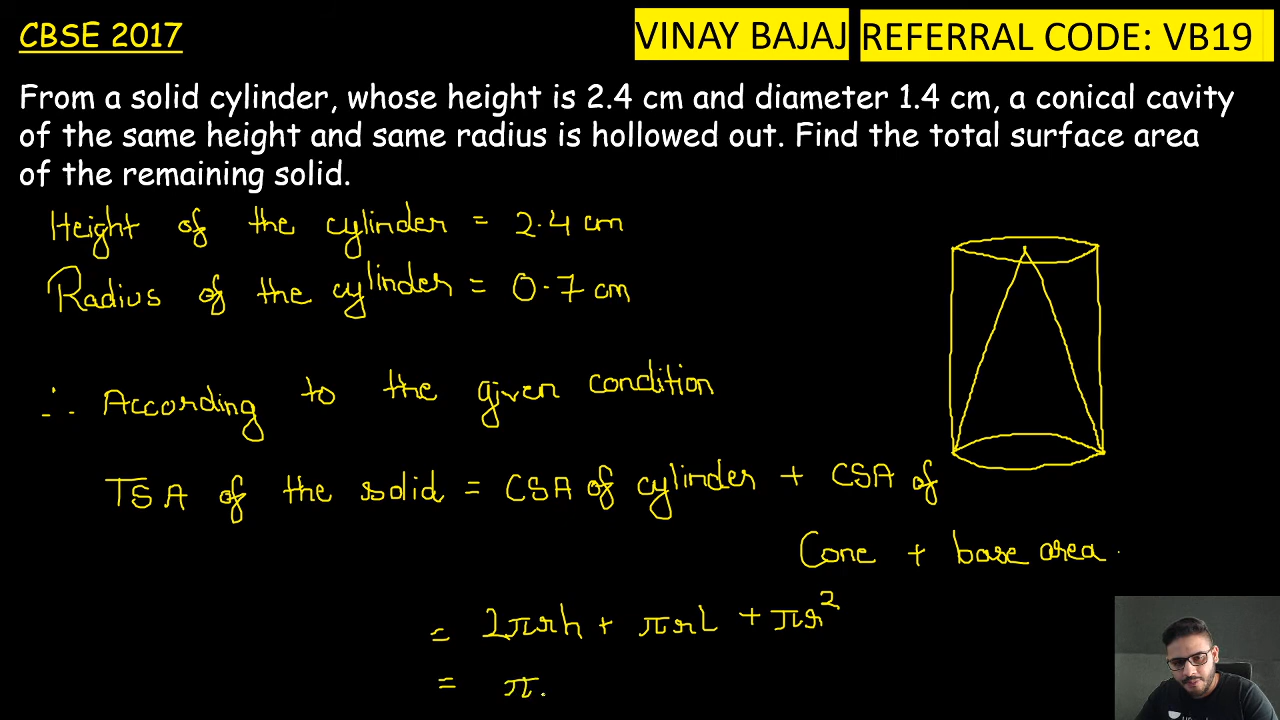 CBSE 2017
VINAY BAJAJ
REFERRAL CODE: VB19
From a solid cylinder, whose height is 2.4 cm and diameter 1.4 cm, a conical cavity
of the same height and same radius is hollowed out. Find the total surface area
of the remaining solid.
Height of the cylinder = 2.4 cm
Radius of the cylinder = 0.7 cm
∴ According to the given condition
TSA of the solid = CSA of cylinder + CSA of
Cone + base area.
= 2πrh + πrl + πr²
= π.